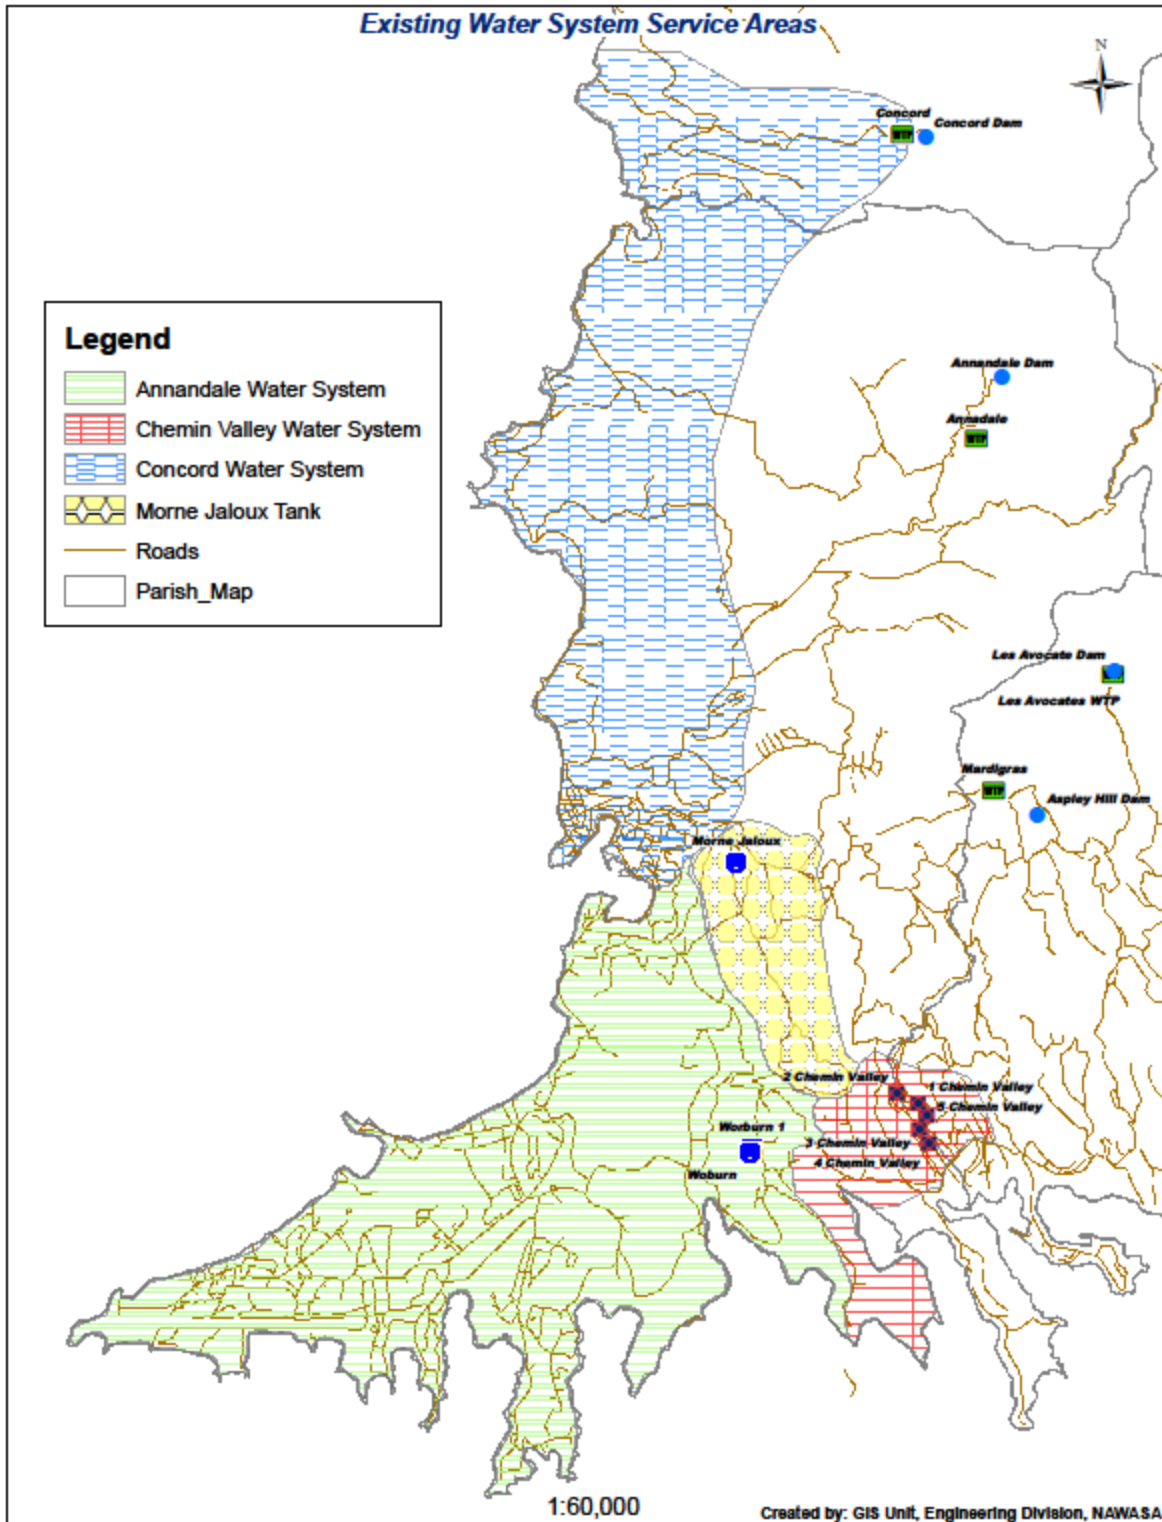 Existing Water System Service Areas
N
Concord
WTP
Concord Dam
Legend
Annandale Water System
Chemin Valley Water System
Concord Water System
Morne Jaloux Tank
Roads
Parish_Map
Annandale Dam
Annadale
WTP
Les Avocate Dam
Les Avocates WTP
Mardigras
WTP
Aspley Hill Dam
Morne Jaloux
2 Chemin Valley
1 Chemin Valley
5 Chemin Valley
Worburn 1
3 Chemin Valley
4 Chemin Valley
Woburn
1:60,000
Created by: GIS Unit, Engineering Division, NAWASA